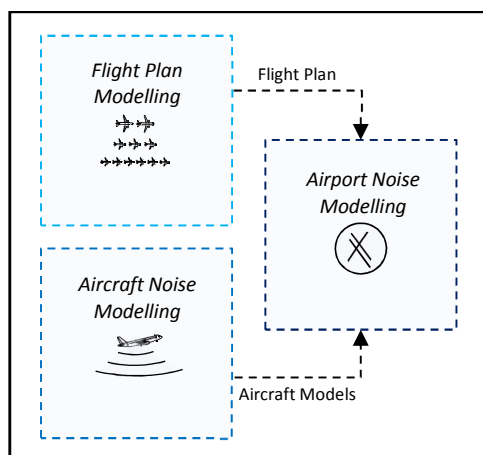 Flight Plan
Modelling
Flight Plan
Airport Noise
Modelling
Aircraft Noise
Modelling
Aircraft Models